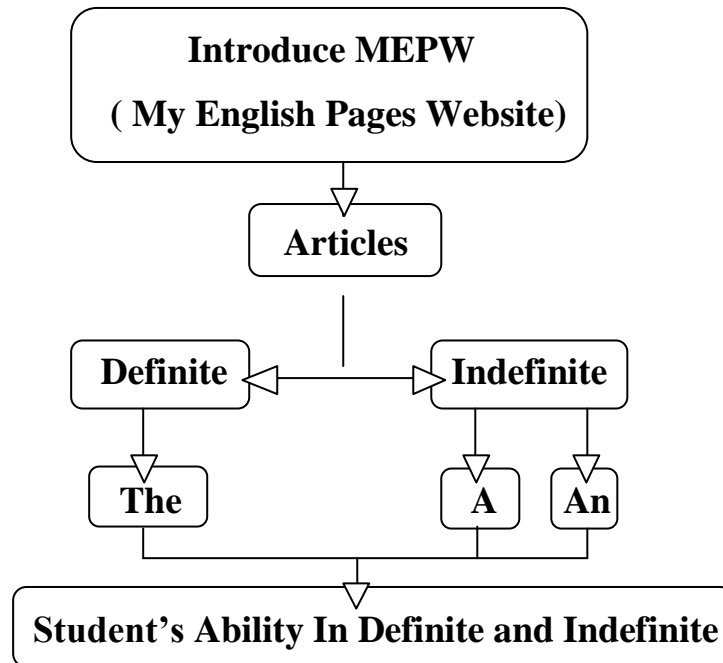 Introduce MEPW
( My English Pages Website)
Articles
Definite
Indefinite
The
A
An
Student’s Ability In Definite and Indefinite